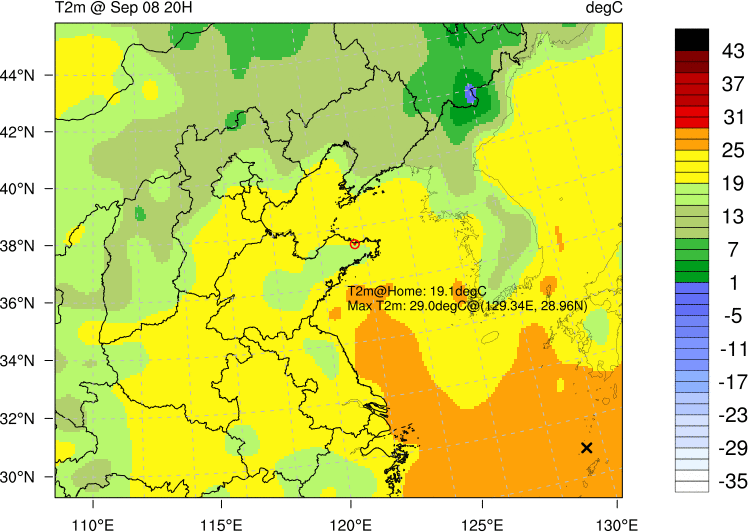 T2m @ Sep 08 20H degC
44°N
42°N
40°N
38°N
36°N
34°N
32°N
30°N
110°E 115°E 120°E 125°E 130°E
T2m@Home: 19.1degC
Max T2m: 29.0degC@(129.34E, 28.96N)
43
37
31
25
19
13
7
1
-5
-11
-17
-23
-29
-35